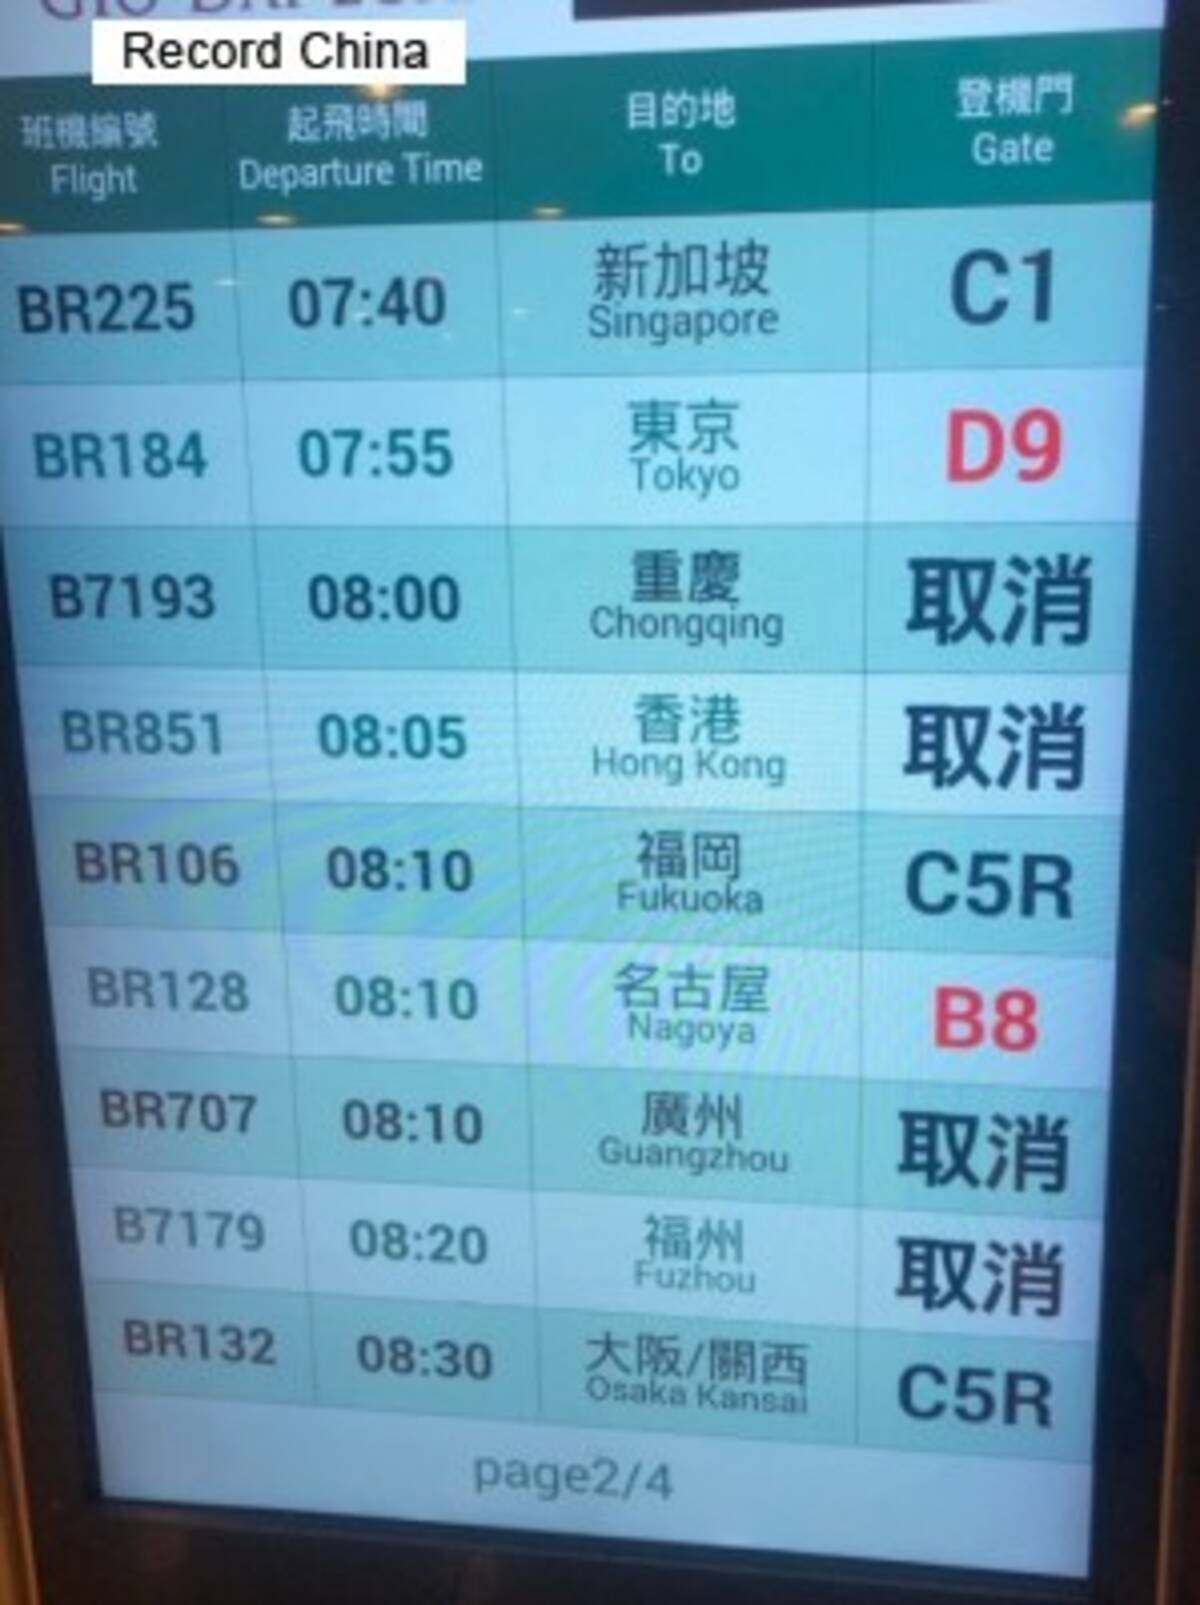 Record China
班機編號 起飛時間 目的地 登機門
Flight Departure Time To Gate
BR225 07:40 新加坡 C1
Singapore
BR184 07:55 東京 D9
Tokyo
B7193 08:00 重慶 取消
Chongqing
BR851 08:05 香港 取消
Hong Kong
BR106 08:10 福岡 C5R
Fukuoka
BR128 08:10 名古屋 B8
Nagoya
BR707 08:10 廣州 取消
Guangzhou
B7179 08:20 福州 取消
Fuzhou
BR132 08:30 大阪/關西 C5R
Osaka Kansai
page2/4